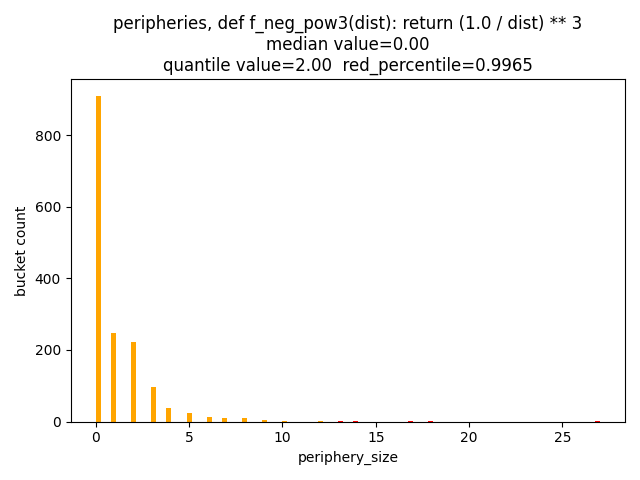 peripheries, def f_neg_pow3(dist): return (1.0 / dist) ** 3
median value=0.00
quantile value=2.00  red_percentile=0.9965
bucket count
800
600
400
200
0
0 5 10 15 20 25
periphery_size